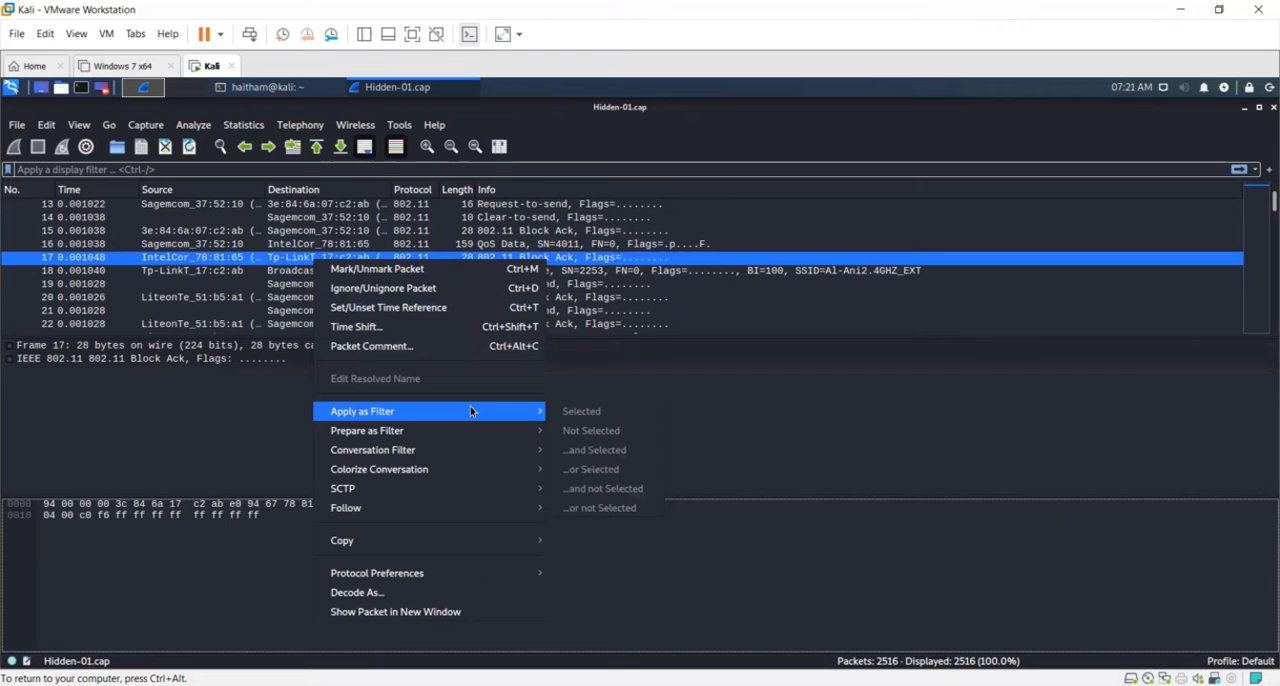 Kali - VMware Workstation
File Edit View VM Tabs Help
Home Windows 7 x64 Kali
haitham@kali: ~ Hidden-01.cap 07:21 AM
Hidden-01.cap
File Edit View Go Capture Analyze Statistics Telephony Wireless Tools Help
Apply a display filter ... <Ctrl-/>
No. Time Source Destination Protocol Length Info
13 0.001022 Sagemcom_37:52:10 (… 3e:84:6a:07:c2:ab (… 802.11 16 Request-to-send, Flags=........
14 0.001038 Sagemcom_37:52:10 (… 802.11 10 Clear-to-send, Flags=........
15 0.001038 3e:84:6a:07:c2:ab (… Sagemcom_37:52:10 (… 802.11 28 802.11 Block Ack, Flags=........
16 0.001038 Sagemcom_37:52:10 IntelCor_78:81:65 802.11 159 QoS Data, SN=4011, FN=0, Flags=.p....F.
17 0.001048 IntelCor_78:81:65 (… Tp-LinkT_17:c2:ab (… 802.11 28 802.11 Block Ack, Flags=........
18 0.001040 Tp-LinkT_17:c2:ab Broadcas e, SN=2253, FN=0, Flags=........, BI=100, SSID=Al-Ani2.4GHZ_EXT
19 0.001028 Sagemcom nd, Flags=........
20 0.001026 LiteonTe_51:b5:a1 (… Sagemcom k Ack, Flags=........
21 0.001028 Sagemcom nd, Flags=........
22 0.001028 LiteonTe_51:b5:a1 (… Sagemcom k Ack, Flags=........
Mark/Unmark Packet Ctrl+M
Ignore/Unignore Packet Ctrl+D
Set/Unset Time Reference Ctrl+T
Time Shift... Ctrl+Shift+T
Packet Comment... Ctrl+Alt+C
Edit Resolved Name
Apply as Filter
Prepare as Filter
Conversation Filter
Colorize Conversation
SCTP
Follow
Copy
Protocol Preferences
Decode As...
Show Packet in New Window
Selected
Not Selected
...and Selected
...or Selected
...and not Selected
...or not Selected
Frame 17: 28 bytes on wire (224 bits), 28 bytes ca
IEEE 802.11 802.11 Block Ack, Flags: ........
0000 94 00 00 00 3c 84 6a 17 c2 ab e0 94 67 78 81
0010 04 00 c0 f6 ff ff ff ff ff ff ff ff
Hidden-01.cap Packets: 2516 · Displayed: 2516 (100.0%) Profile: Default
To return to your computer, press Ctrl+Alt.